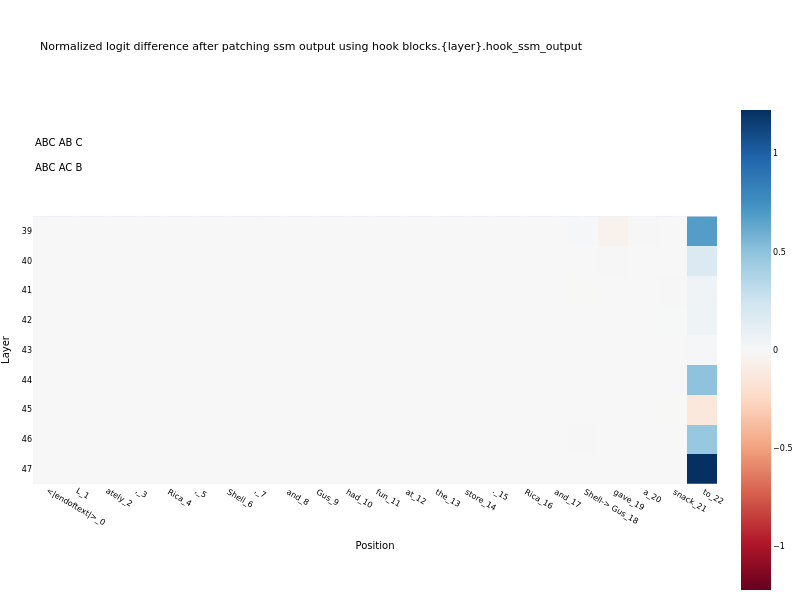 Normalized logit difference after patching ssm output using hook blocks.{layer}.hook_ssm_output
ABC AB C
ABC AC B
1
0.5
0
−0.5
−1
Layer
39
40
41
42
43
44
45
46
47
<|endoftext|>_0
L_1
ately_2
,_3
Rica_4
,_5
Shell_6
,_7
and_8
Gus_9
had_10
fun_11
at_12
the_13
store_14
._15
Rica_16
and_17
Shell-> Gus_18
gave_19
a_20
snack_21
to_22
Position